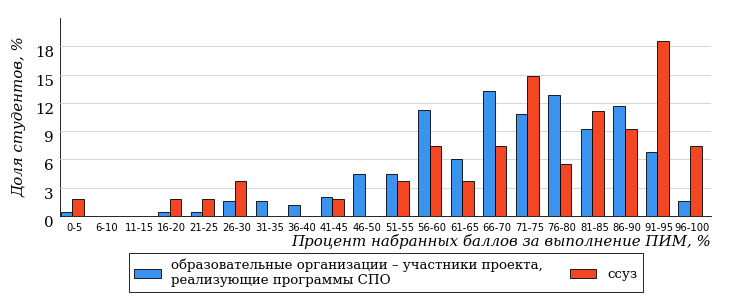 Доля студентов, %
18
15
12
9
6
3
0
0-5 6-10 11-15 16-20 21-25 26-30 31-35 36-40 41-45 46-50 51-55 56-60 61-65 66-70 71-75 76-80 81-85 86-90 91-95 96-100
Процент набранных баллов за выполнение ПИМ, %
образовательные организации – участники проекта,
реализующие программы СПО
ссуз